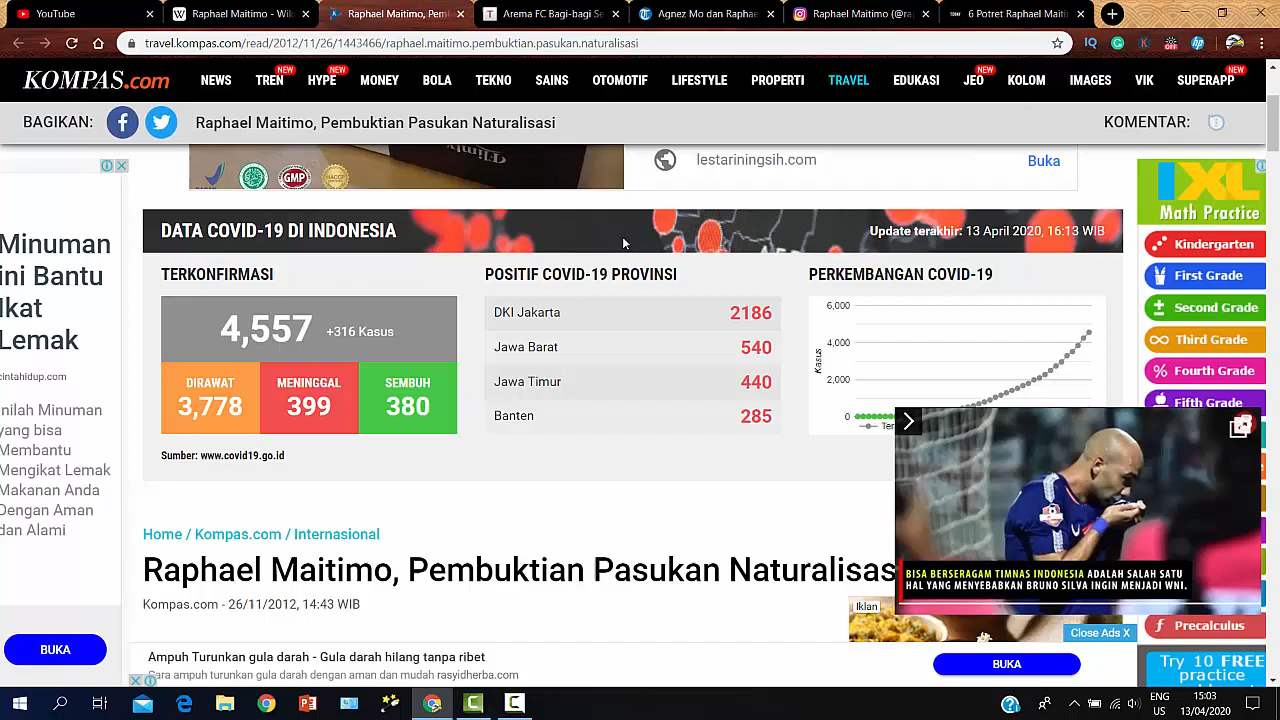 YouTube
Raphael Maitimo - Wik
Raphael Maitimo, Pem
Arema FC Bagi-bagi Se
Agnez Mo dan Raphae
Raphael Maitimo (@ra
6 Potret Raphael Maiti
travel.kompas.com/read/2012/11/26/1443466/raphael.maitimo.pembuktian.pasukan.naturalisasi
IQ
KOMPAS.com
NEWS
TREN
NEW
HYPE
NEW
MONEY
BOLA
TEKNO
SAINS
OTOMOTIF
LIFESTYLE
PROPERTI
TRAVEL
EDUKASI
JEO
NEW
KOLOM
IMAGES
VIK
SUPERAPP
NEW
BAGIKAN:
Raphael Maitimo, Pembuktian Pasukan Naturalisasi
KOMENTAR:
GMP
lestariningsih.com
Buka
DATA COVID-19 DI INDONESIA
Update terakhir: 13 April 2020, 16:13 WIB
TERKONFIRMASI
4,557 +316 Kasus
DIRAWAT
3,778
MENINGGAL
399
SEMBUH
380
Sumber: www.covid19.go.id
POSITIF COVID-19 PROVINSI
DKI Jakarta 2186
Jawa Barat 540
Jawa Timur 440
Banten 285
PERKEMBANGAN COVID-19
6,000
4,000
2,000
0
Kasus
Minuman
ini Bantu
Ikat
Lemak
cintahidup.com
Inilah Minuman
yang bisa
Membantu
Mengikat Lemak
Makanan Anda
Dengan Aman
dan Alami
BUKA
IXL
Math Practice
Kindergarten
First Grade
Second Grade
Third Grade
Fourth Grade
Fifth Grade
Precalculus
Try 10 FREE
practice
BISA BERSERAGAM TIMNAS INDONESIA ADALAH SALAH SATU
HAL YANG MENYEBABKAN BRUNO SILVA INGIN MENJADI WNI.
Home / Kompas.com / Internasional
Raphael Maitimo, Pembuktian Pasukan Naturalisas
Kompas.com - 26/11/2012, 14:43 WIB
Iklan
Close Ads X
Ampuh Turunkan gula darah - Gula darah hilang tanpa ribet
Cara ampuh turunkan gula darah dengan aman dan mudah rasyidherba.com
BUKA
ENG
IN
15:03
13/04/2020